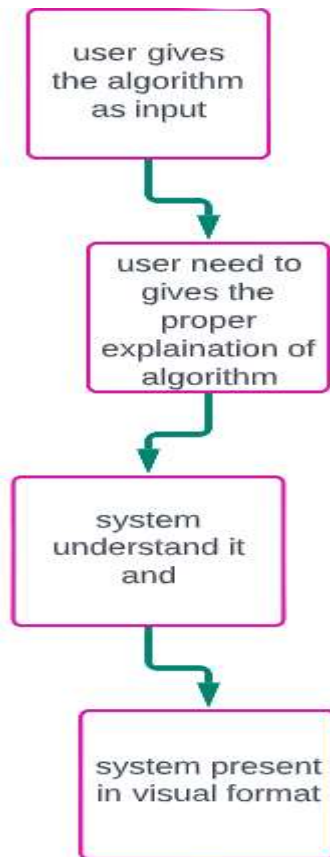 user gives
the algorithm
as input
user need to
gives the
proper
explaination of
algorithm
system
understand it
and
system present
in visual format